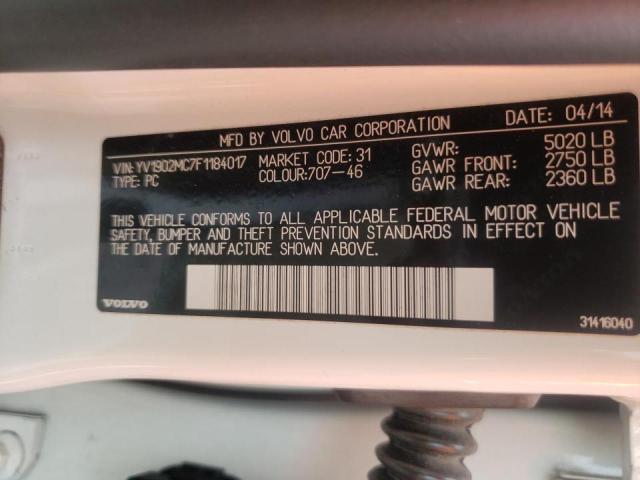 MFD BY VOLVO CAR CORPORATION DATE: 04/14
VIN: YV1902MC7F1184017 MARKET CODE: 31 GVWR: 5020 LB
TYPE: PC COLOUR: 707-46 GAWR FRONT: 2750 LB
GAWR REAR: 2360 LB
THIS VEHICLE CONFORMS TO ALL APPLICABLE FEDERAL MOTOR VEHICLE
SAFETY, BUMPER AND THEFT PREVENTION STANDARDS IN EFFECT ON
THE DATE OF MANUFACTURE SHOWN ABOVE.
VOLVO 31416040